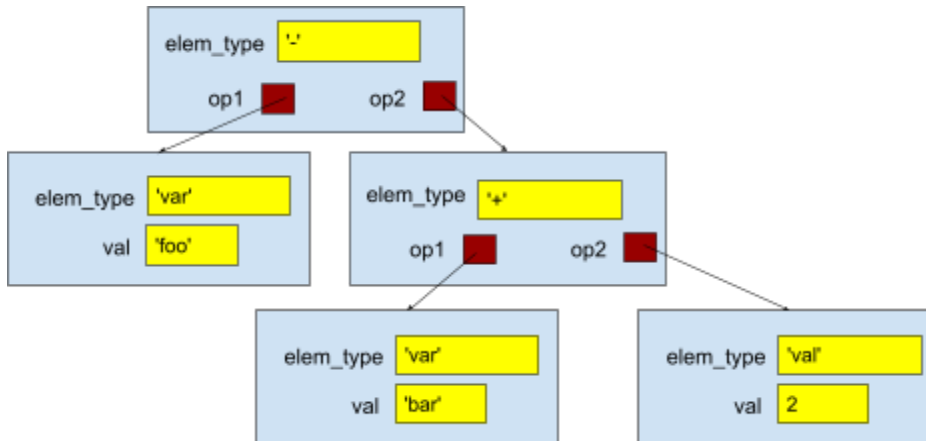 elem_type '-'
op1 op2
elem_type 'var'
val 'foo'
elem_type '+'
op1 op2
elem_type 'var'
val 'bar'
elem_type 'val'
val 2